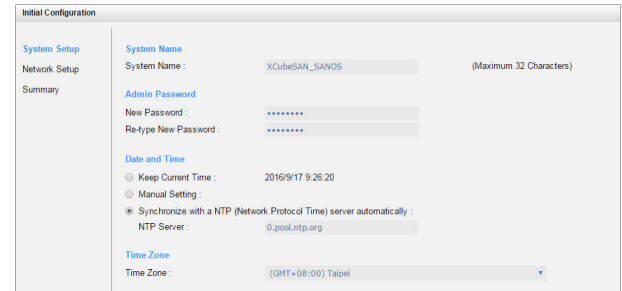 Initial Configuration
System Setup
Network Setup
Summary
System Name
System Name : XCubeSAN_SANOS (Maximum 32 Characters)
Admin Password
New Password : ••••••••
Re-type New Password : ••••••••
Date and Time
Keep Current Time : 2016/9/17 9:26:20
Manual Setting :
Synchronize with a NTP (Network Protocol Time) server automatically :
NTP Server : 0.pool.ntp.org
Time Zone
Time Zone : (GMT+08:00) Taipei